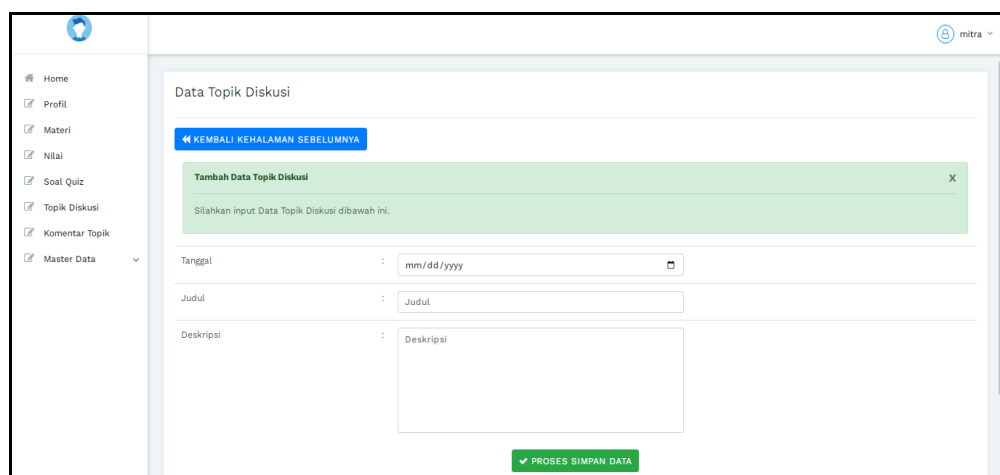 mitra
Home
Profil
Materi
Nilai
Soal Quiz
Topik Diskusi
Komentar Topik
Master Data
Data Topik Diskusi
KEMBALI KEHALAMAN SEBELUMNYA
Tambah Data Topik Diskusi X
Silahkan input Data Topik Diskusi dibawah ini.
Tanggal : mm/dd/yyyy
Judul : Judul
Deskripsi : Deskripsi
PROSES SIMPAN DATA